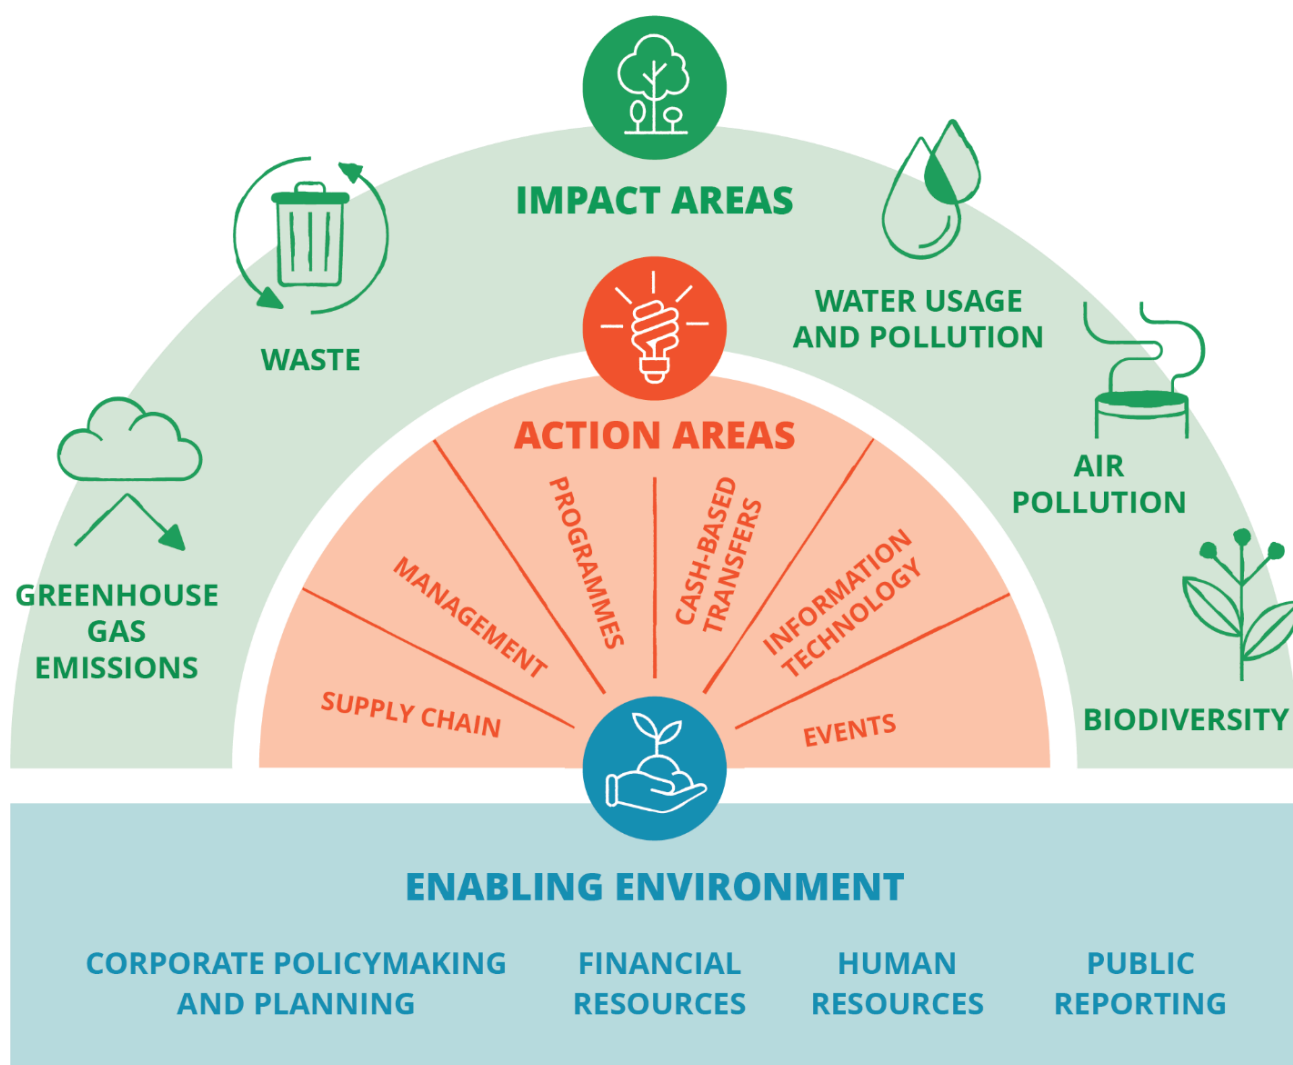 IMPACT AREAS
WASTE
WATER USAGE
AND POLLUTION
GREENHOUSE
GAS
EMISSIONS
AIR
POLLUTION
BIODIVERSITY
ACTION AREAS
SUPPLY CHAIN
MANAGEMENT
PROGRAMMES
CASH-BASED
TRANSFERS
INFORMATION
TECHNOLOGY
EVENTS
ENABLING ENVIRONMENT
CORPORATE POLICYMAKING
AND PLANNING
FINANCIAL
RESOURCES
HUMAN
RESOURCES
PUBLIC
REPORTING